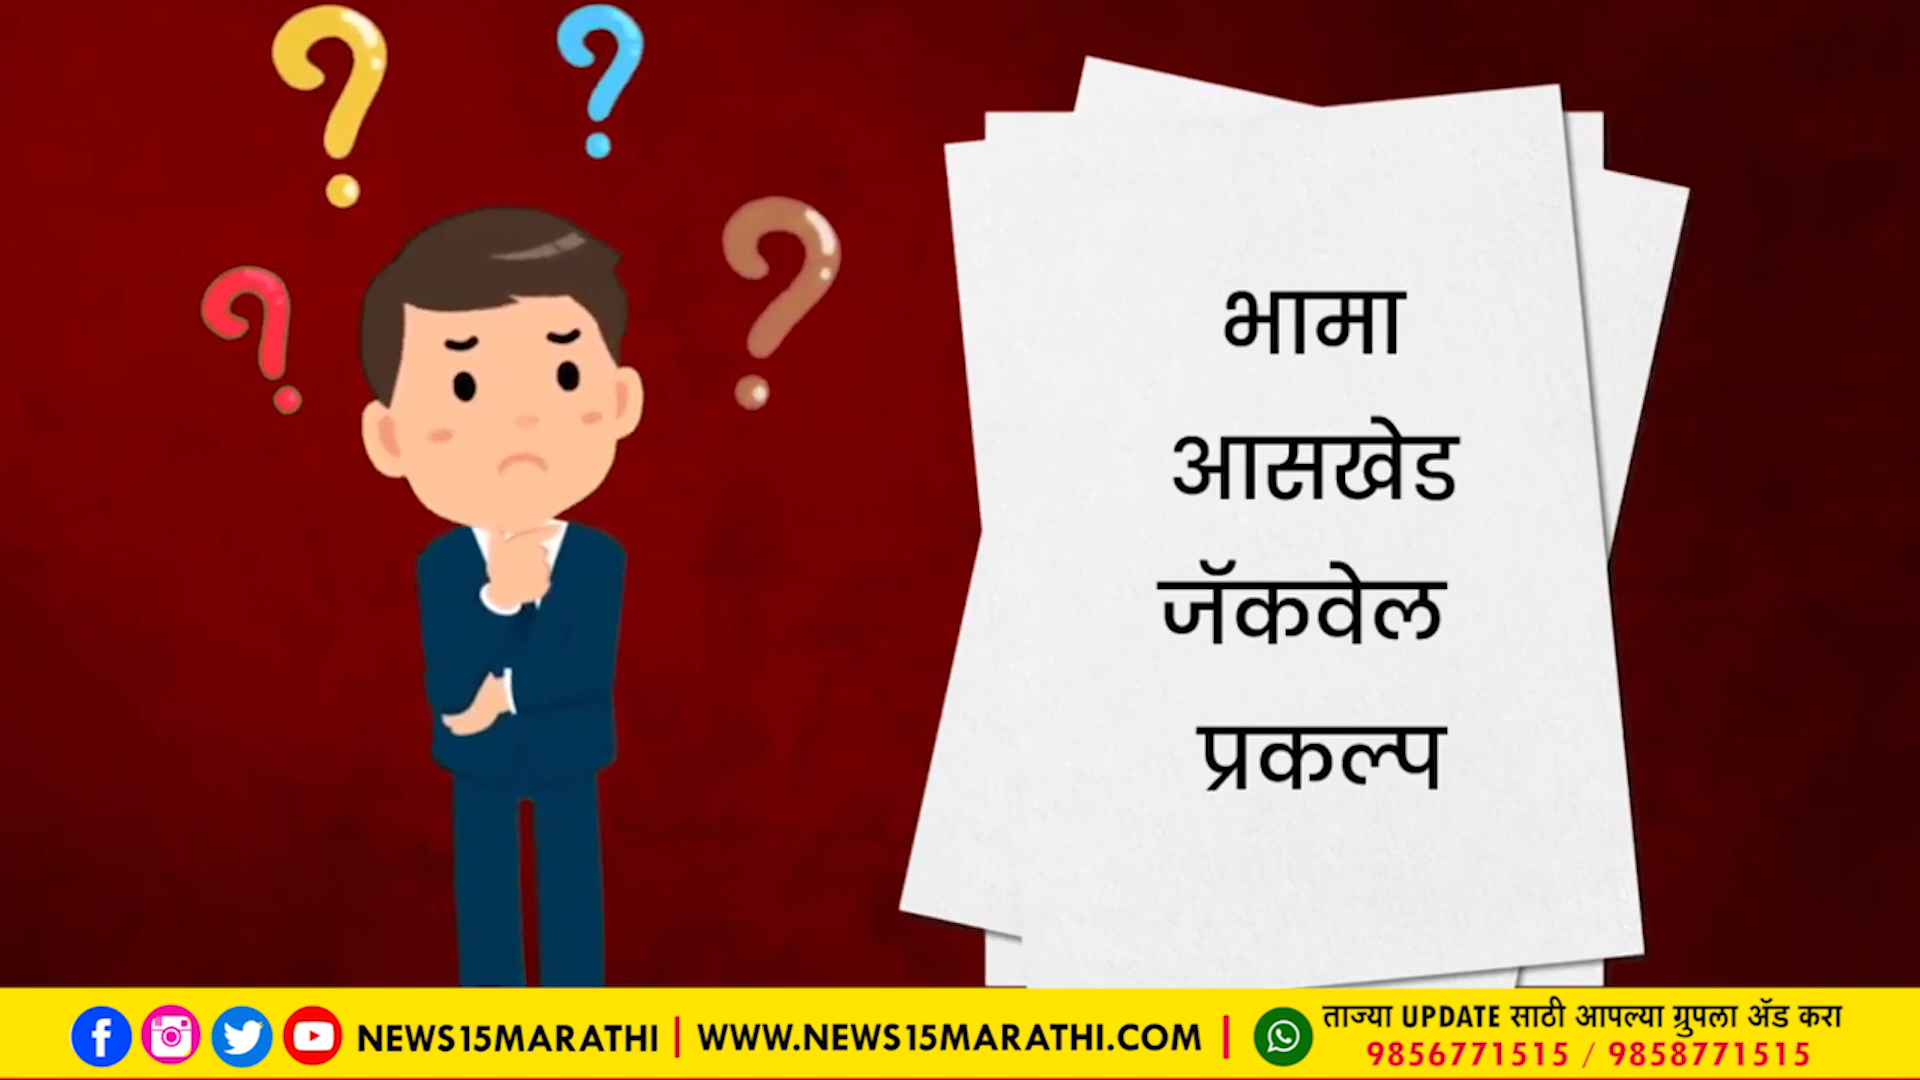 भामा
आसखेड
जॅकवेल
प्रकल्प
NEWS15MARATHI | WWW.NEWS15MARATHI.COM |
ताज्या UPDATE साठी आपल्या ग्रुपला ॲड करा
9856771515 / 9858771515